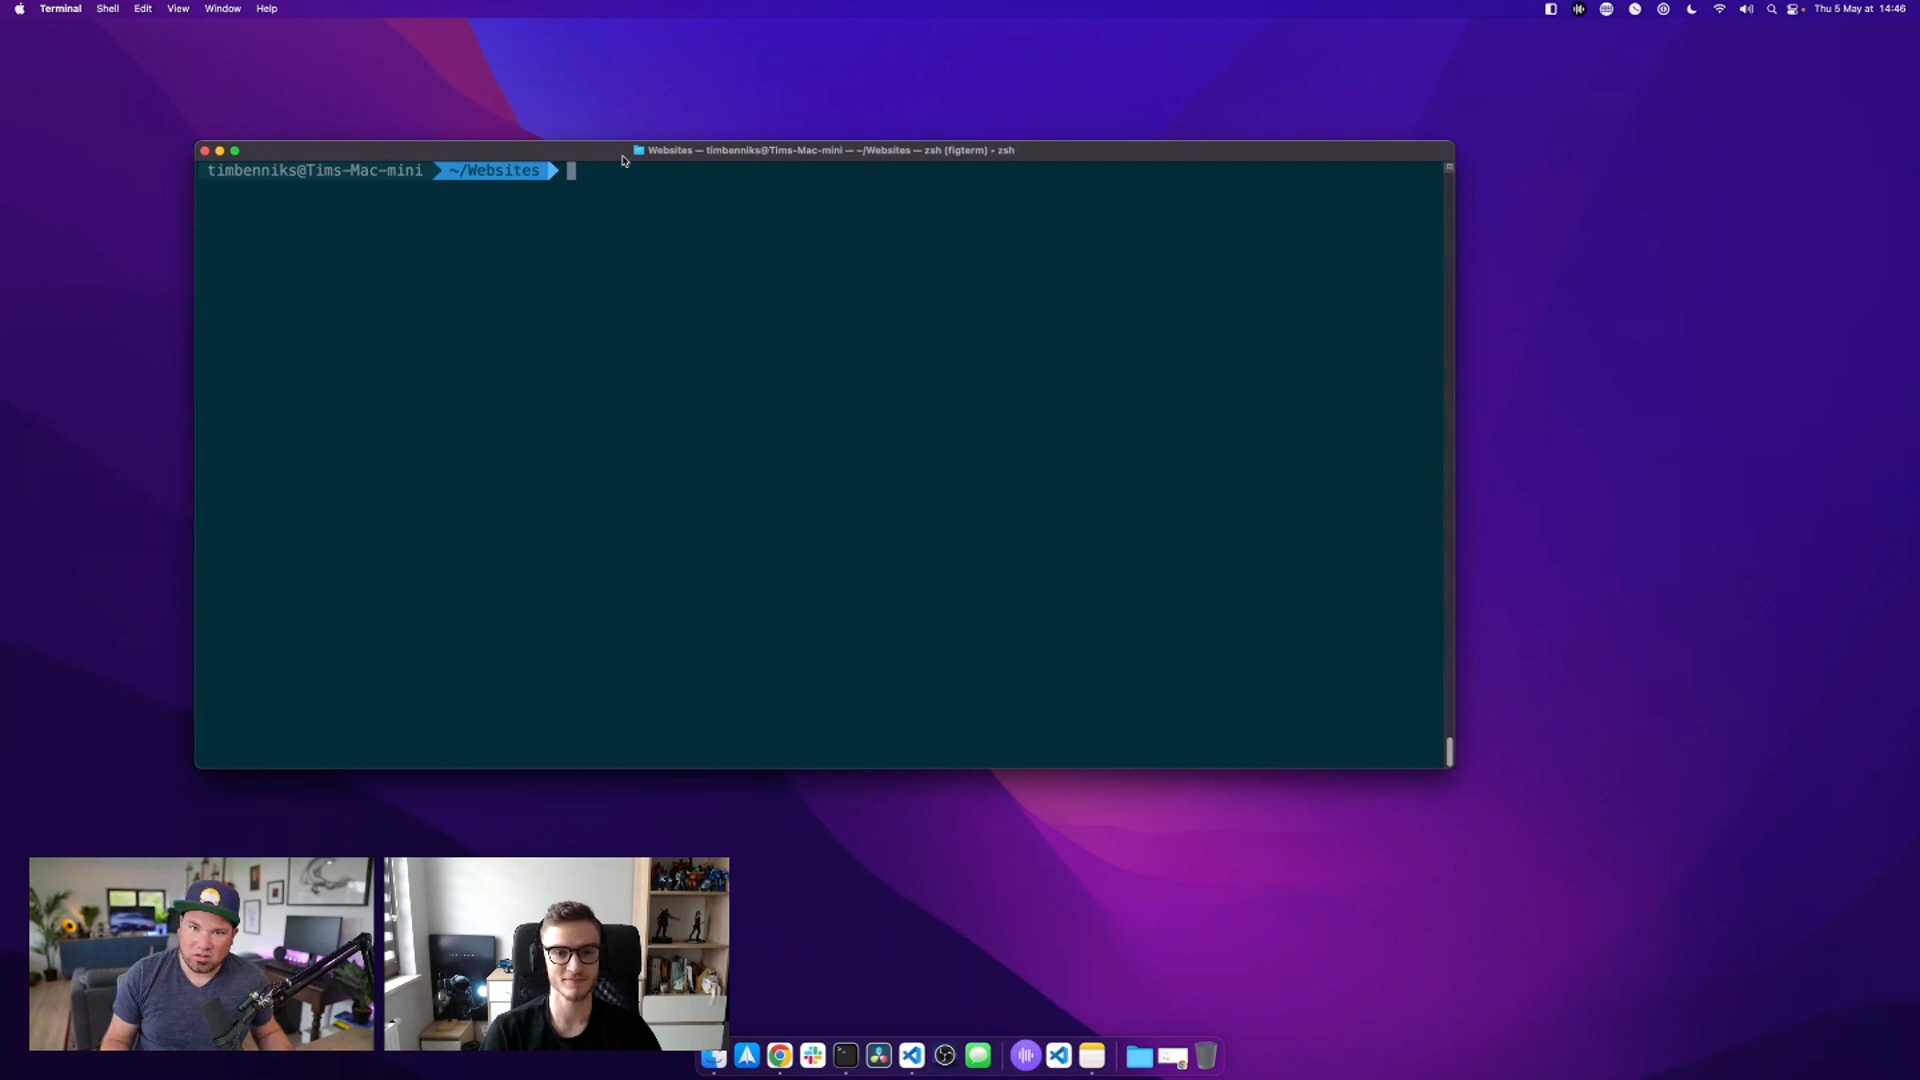 Terminal Shell Edit View Window Help Thu 5 May at 14:46
Websites — timbenniks@Tims-Mac-mini — ~/Websites — zsh (figterm) • zsh
timbenniks@Tims-Mac-mini ~/Websites